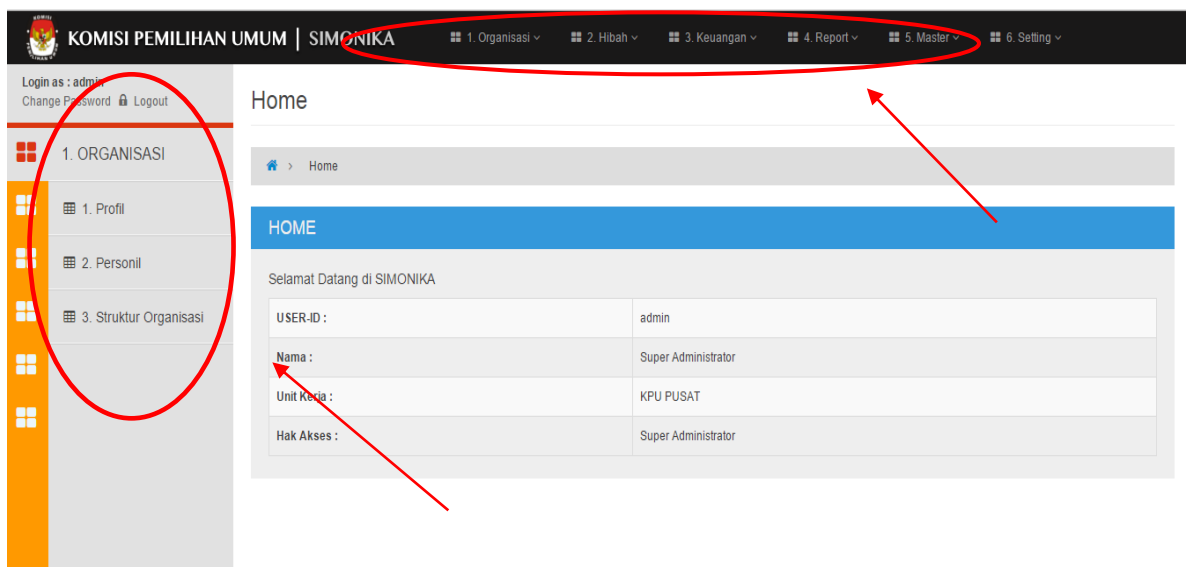 KOMISI PEMILIHAN UMUM | SIMONIKA
1. Organisasi
2. Hibah
3. Keuangan
4. Report
5. Master
6. Setting
Login as : admin
Change Password Logout
1. ORGANISASI
1. Profil
2. Personil
3. Struktur Organisasi
Home
> Home
HOME
Selamat Datang di SIMONIKA
USER-ID : admin
Nama : Super Administrator
Unit Kerja : KPU PUSAT
Hak Akses : Super Administrator